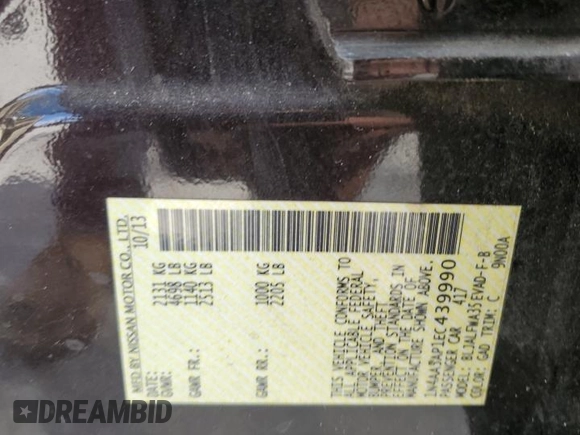 MFD BY NISSAN MOTOR CO., LTD.
10/13
GVWR: 2131 KG
4698 LB
GAWR FR.: 1140 KG
2513 LB
GAWR RR.: 1000 KG
2205 LB
THIS VEHICLE CONFORMS TO
ALL APPLICABLE FEDERAL
MOTOR VEHICLE SAFETY,
BUMPER, AND THEFT
PREVENTION STANDARDS IN
EFFECT ON THE DATE OF
MANUFACTURE SHOWN ABOVE.
1N4AA5AP1EC439990
PASSENGER CAR 417
MODEL: BLJALFWA35EVAD-F-B
COLOR: GAD TRIM: C 9N00A
DREAMBID